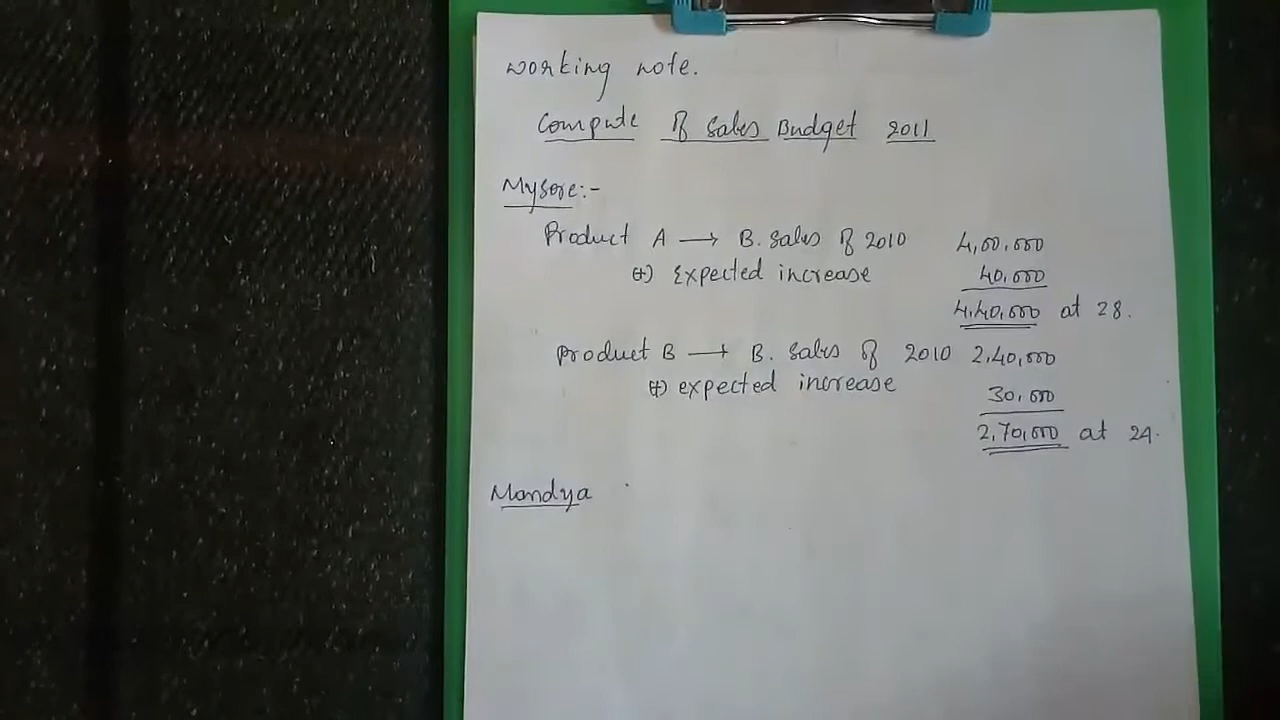 working note.
Compute of Sales Budget 2011
Mysore:-
Product A → B. Sales of 2010 4,00,000
(+) Expected increase 40,000
4,40,000 at 28.
Product B → B. Sales of 2010 2,40,000
(+) expected increase
30,000
2,70,000 at 24.
Mandya